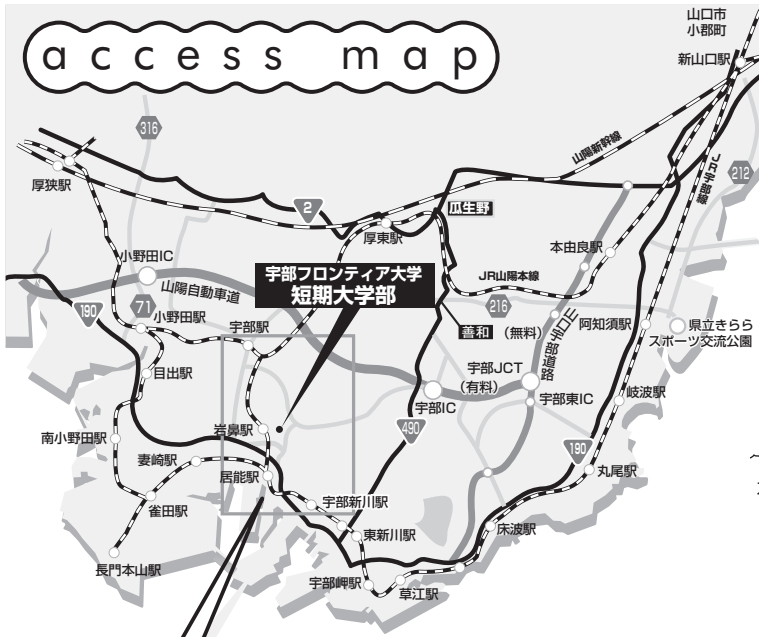 access map
山口市
小郡町
新山口駅
316
山陽新幹線
JR宇部線
212
厚狭駅
2
瓜生野
厚東駅
小野田IC
本由良駅
宇部フロンティア大学
短期大学部
山陽自動車道
JR山陽本線
190
71
小野田駅
216
宇部駅
善和 (無料)
山口宇部道路
阿知須駅
県立きらら
スポーツ交流公園
目出駅
宇部JCT
(有料)
宇部IC
宇部東IC
岐波駅
南小野田駅
岩鼻駅
490
妻崎駅
居能駅
190
丸尾駅
雀田駅
宇部新川駅
東新川駅
床波駅
長門本山駅
宇部岬駅
草江駅